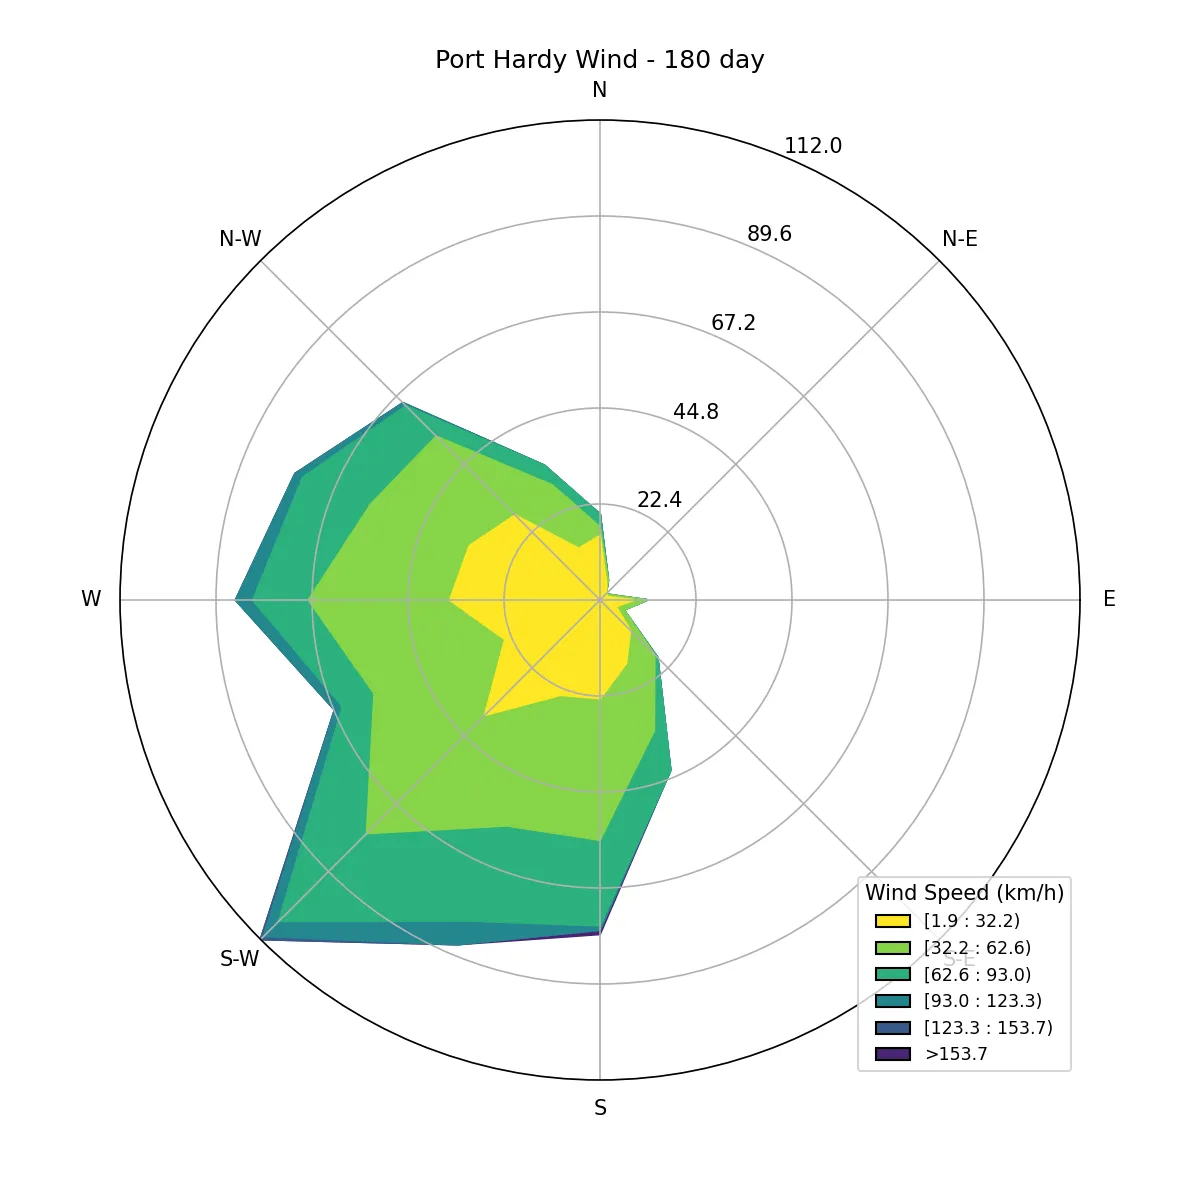 Port Hardy Wind - 180 day
N
112.0
N-W
89.6
N-E
67.2
44.8
22.4
W
E
Wind Speed (km/h)
[1.9 : 32.2)
[32.2 : 62.6)
[62.6 : 93.0)
[93.0 : 123.3)
[123.3 : 153.7)
>153.7
S-W
S-E
S